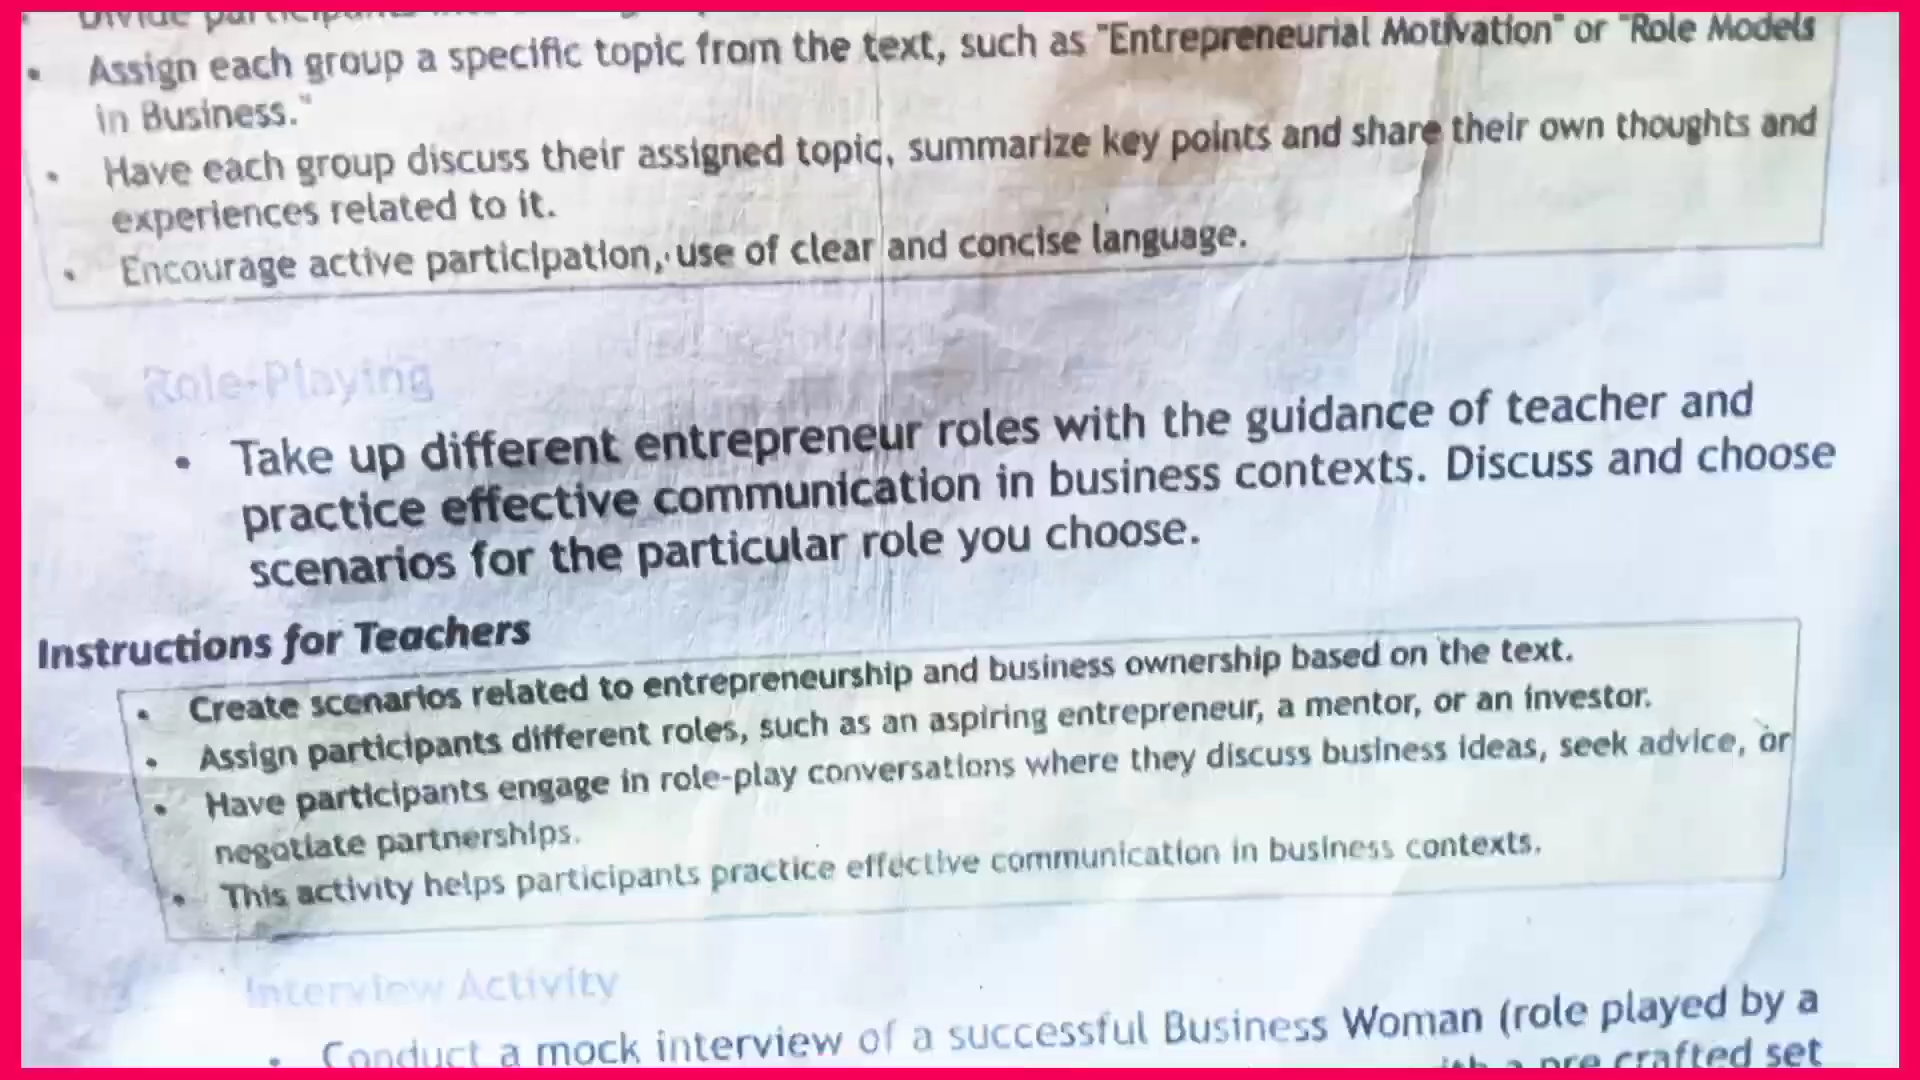 Divide participants
• Assign each group a specific topic from the text, such as "Entrepreneurial Motivation" or "Role Models
in Business."
• Have each group discuss their assigned topic, summarize key points and share their own thoughts and
experiences related to it.
• Encourage active participation, use of clear and concise language.
Role-Playing
• Take up different entrepreneur roles with the guidance of teacher and
practice effective communication in business contexts. Discuss and choose
scenarios for the particular role you choose.
Instructions for Teachers
• Create scenarios related to entrepreneurship and business ownership based on the text.
• Assign participants different roles, such as an aspiring entrepreneur, a mentor, or an investor.
• Have participants engage in role-play conversations where they discuss business ideas, seek advice, or
negotiate partnerships.
• This activity helps participants practice effective communication in business contexts.
Interview Activity
• Conduct a mock interview of a successful Business Woman (role played by a
a pre crafted set